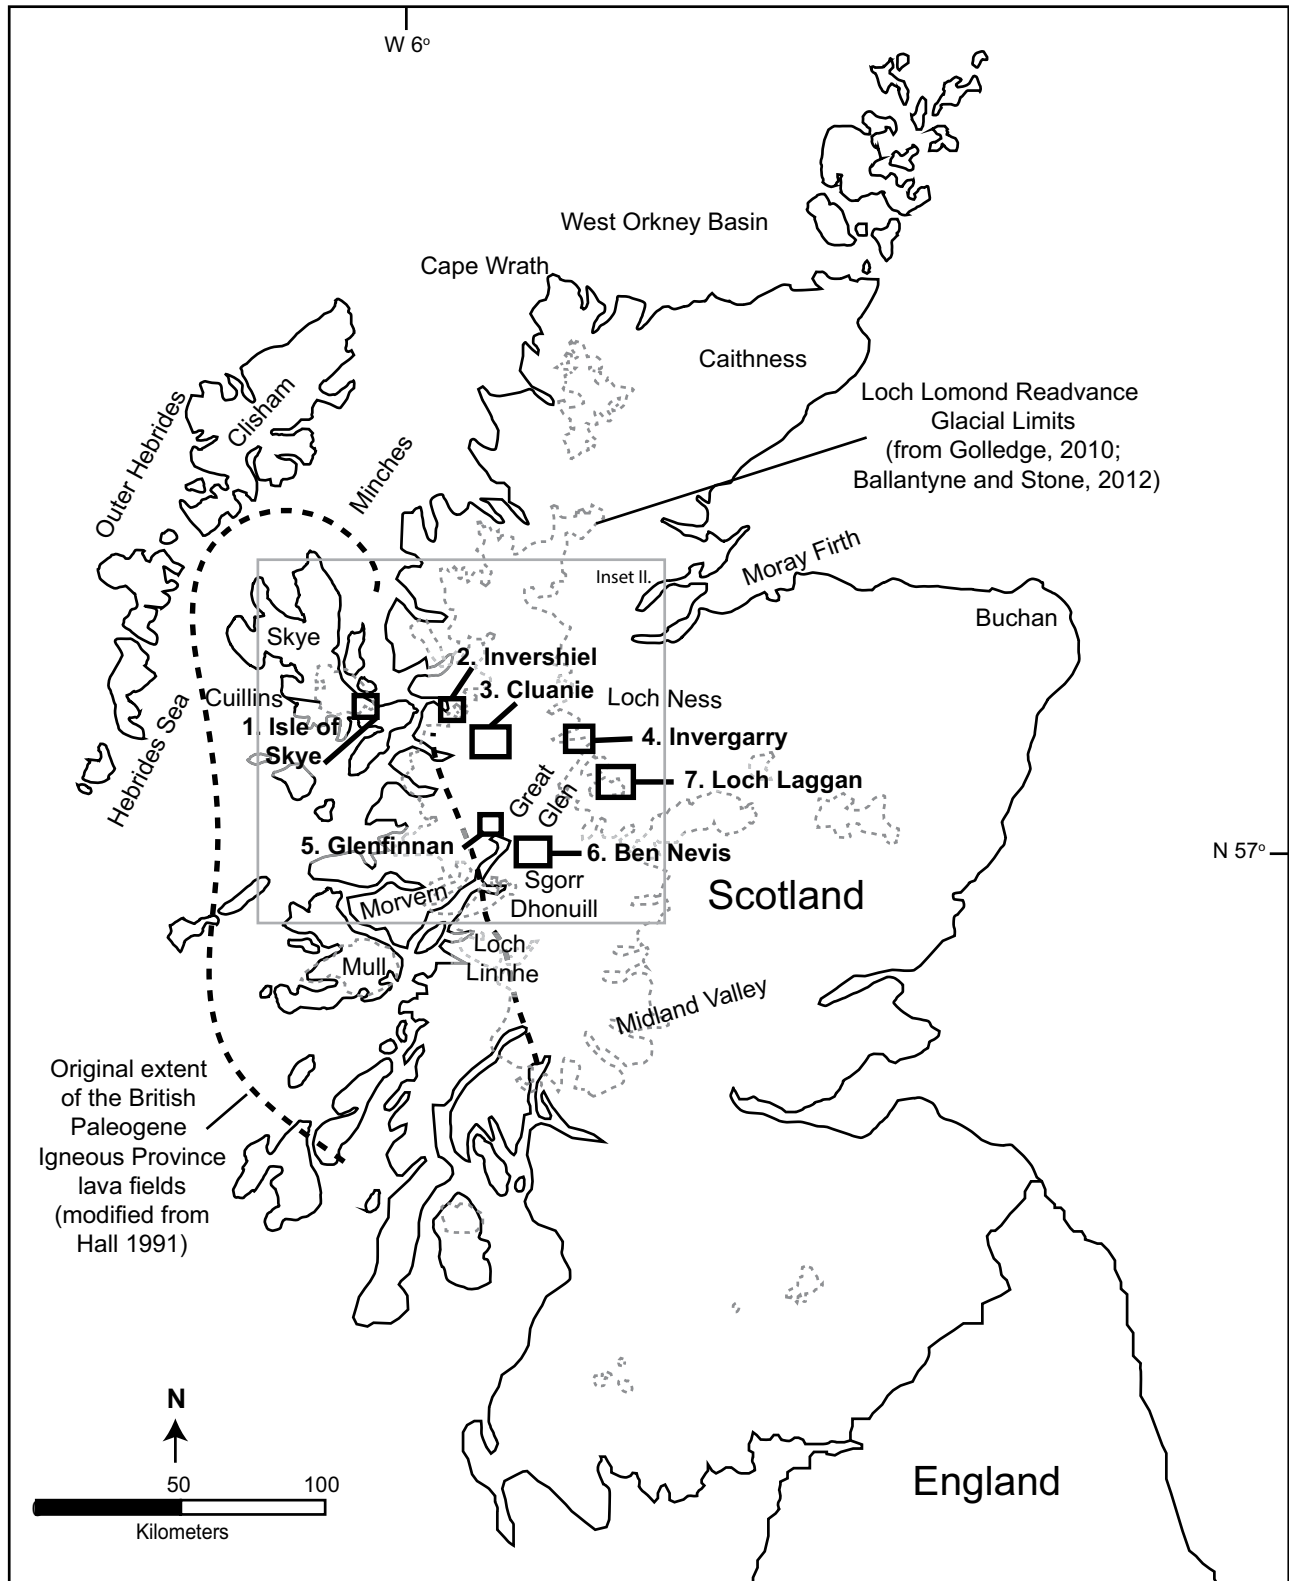 W 6°
West Orkney Basin
Cape Wrath
Caithness
Loch Lomond Readvance
Glacial Limits
(from Golledge, 2010;
Ballantyne and Stone, 2012)
Outer Hebrides
Clisham
Minches
Inset II.
Moray Firth
Buchan
Skye
2. Invershiel
3. Cluanie
Cuillins
Loch Ness
1. Isle of
Skye
4. Invergarry
Hebrides Sea
7. Loch Laggan
Great
Glen
5. Glenfinnan
6. Ben Nevis
N 57°
Sgorr
Dhonuill
Scotland
Morvern
Loch
Linnhe
Mull
Midland Valley
Original extent
of the British
Paleogene
Igneous Province
lava fields
(modified from
Hall 1991)
N
50
100
Kilometers
England